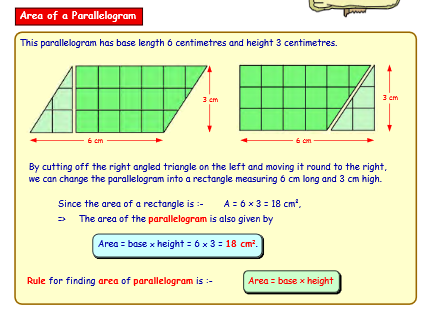 Area of a Parallelogram
This parallelogram has base length 6 centimetres and height 3 centimetres.
3 cm
3 cm
6 cm
6 cm
By cutting off the right angled triangle on the left and moving it round to the right,
we can change the parallelogram into a rectangle measuring 6 cm long and 3 cm high.
Since the area of a rectangle is :- A = 6 x 3 = 18 cm²,
=> The area of the parallelogram is also given by
Area = base x height = 6 x 3 = 18 cm².
Rule for finding area of parallelogram is :- Area = base × height